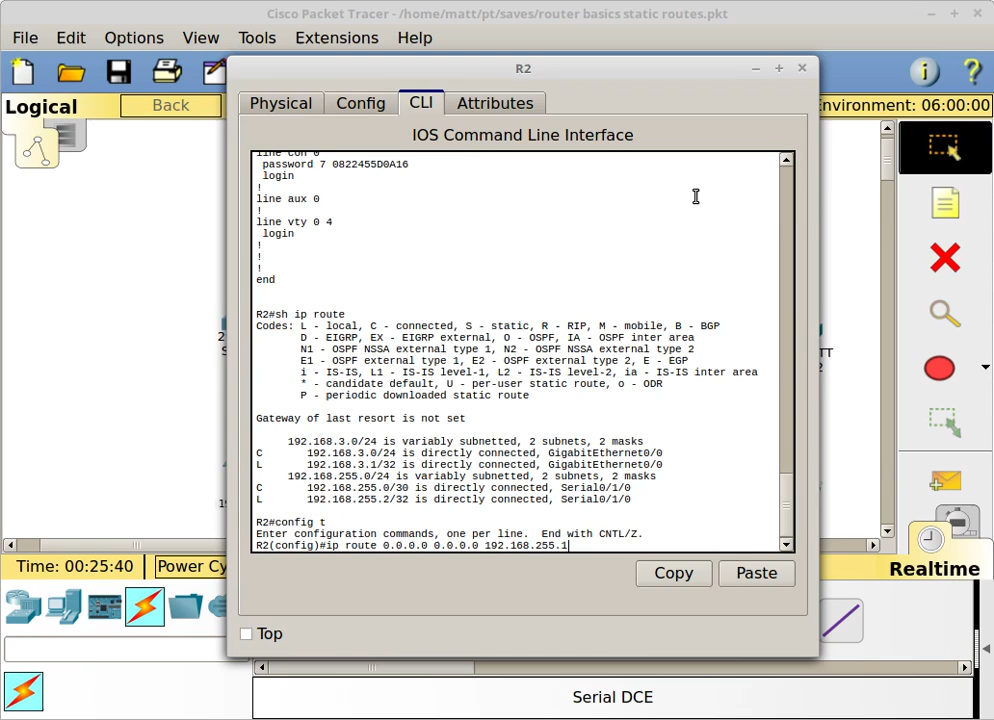 Cisco Packet Tracer - /home/matt/pt/saves/router basics static routes.pkt
File Edit Options View Tools Extensions Help
Logical
Back
Environment: 06:00:00
R2
Physical Config CLI Attributes
IOS Command Line Interface
line con 0
password 7 0822455D0A16
login
!
line aux 0
!
line vty 0 4
login
!
!
!
end
R2#sh ip route
Codes: L - local, C - connected, S - static, R - RIP, M - mobile, B - BGP
D - EIGRP, EX - EIGRP external, O - OSPF, IA - OSPF inter area
N1 - OSPF NSSA external type 1, N2 - OSPF NSSA external type 2
E1 - OSPF external type 1, E2 - OSPF external type 2, E - EGP
i - IS-IS, L1 - IS-IS level-1, L2 - IS-IS level-2, ia - IS-IS inter area
* - candidate default, U - per-user static route, o - ODR
P - periodic downloaded static route
Gateway of last resort is not set
192.168.3.0/24 is variably subnetted, 2 subnets, 2 masks
C 192.168.3.0/24 is directly connected, GigabitEthernet0/0
L 192.168.3.1/32 is directly connected, GigabitEthernet0/0
192.168.255.0/24 is variably subnetted, 2 subnets, 2 masks
C 192.168.255.0/30 is directly connected, Serial0/1/0
L 192.168.255.2/32 is directly connected, Serial0/1/0
R2#config t
Enter configuration commands, one per line. End with CNTL/Z.
R2(config)#ip route 0.0.0.0 0.0.0.0 192.168.255.1
Copy Paste
Top
Time: 00:25:40
Power Cy
Realtime
Serial DCE